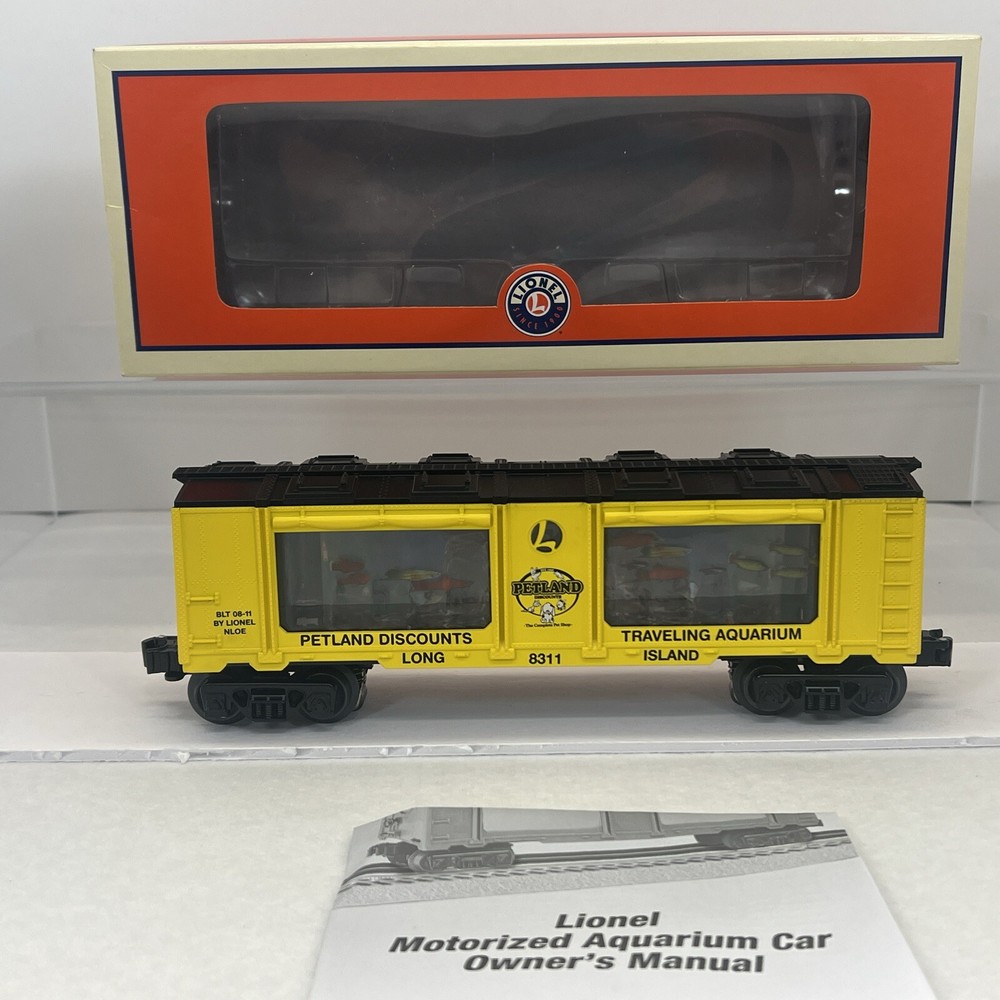 LIONEL
L
SINCE 1900
L
PETLAND
DISCOUNTS
The Complete Pet Shop
BLT 08-11
BY LIONEL
NLOE
PETLAND DISCOUNTS
TRAVELING AQUARIUM
LONG
8311
ISLAND
Lionel
Motorized Aquarium Car
Owner's Manual